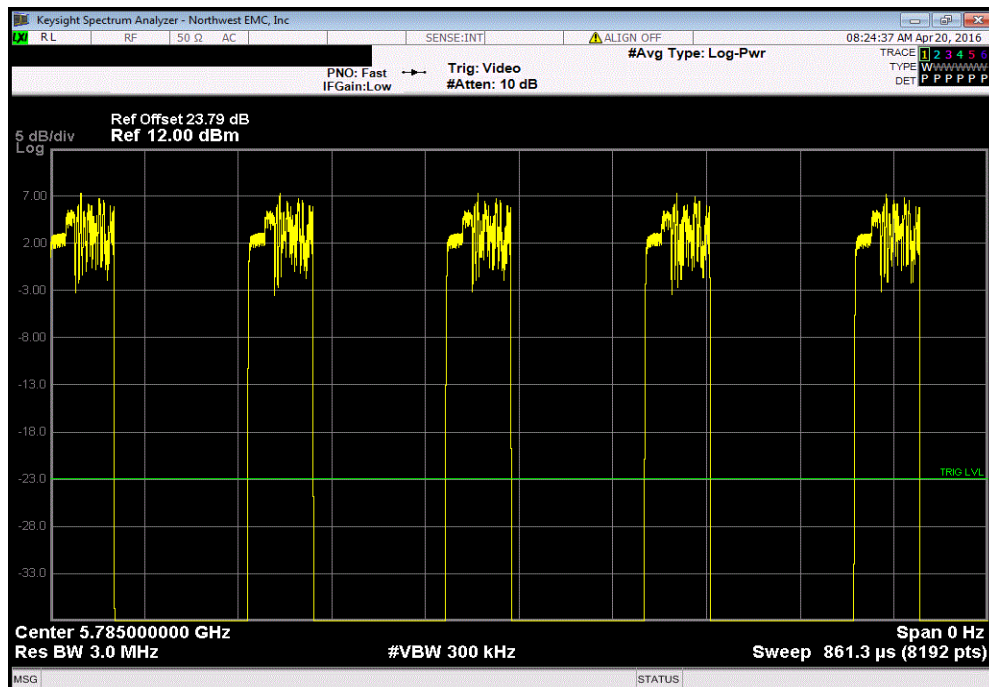 Keysight Spectrum Analyzer - Northwest EMC, Inc
LXI RL RF 50 Ω AC SENSE:INT ALIGN OFF 08:24:37 AM Apr 20, 2016
#Avg Type: Log-Pwr TRACE 1 2 3 4 5 6
PNO: Fast Trig: Video TYPE WWWWWW
IFGain:Low #Atten: 10 dB DET P P P P P P
Ref Offset 23.79 dB
5 dB/div Ref 12.00 dBm
Log
7.00
2.00
-3.00
-8.00
-13.0
-18.0
-23.0
TRIG LVL
-28.0
-33.0
Center 5.785000000 GHz Span 0 Hz
Res BW 3.0 MHz #VBW 300 kHz Sweep 861.3 µs (8192 pts)
MSG STATUS